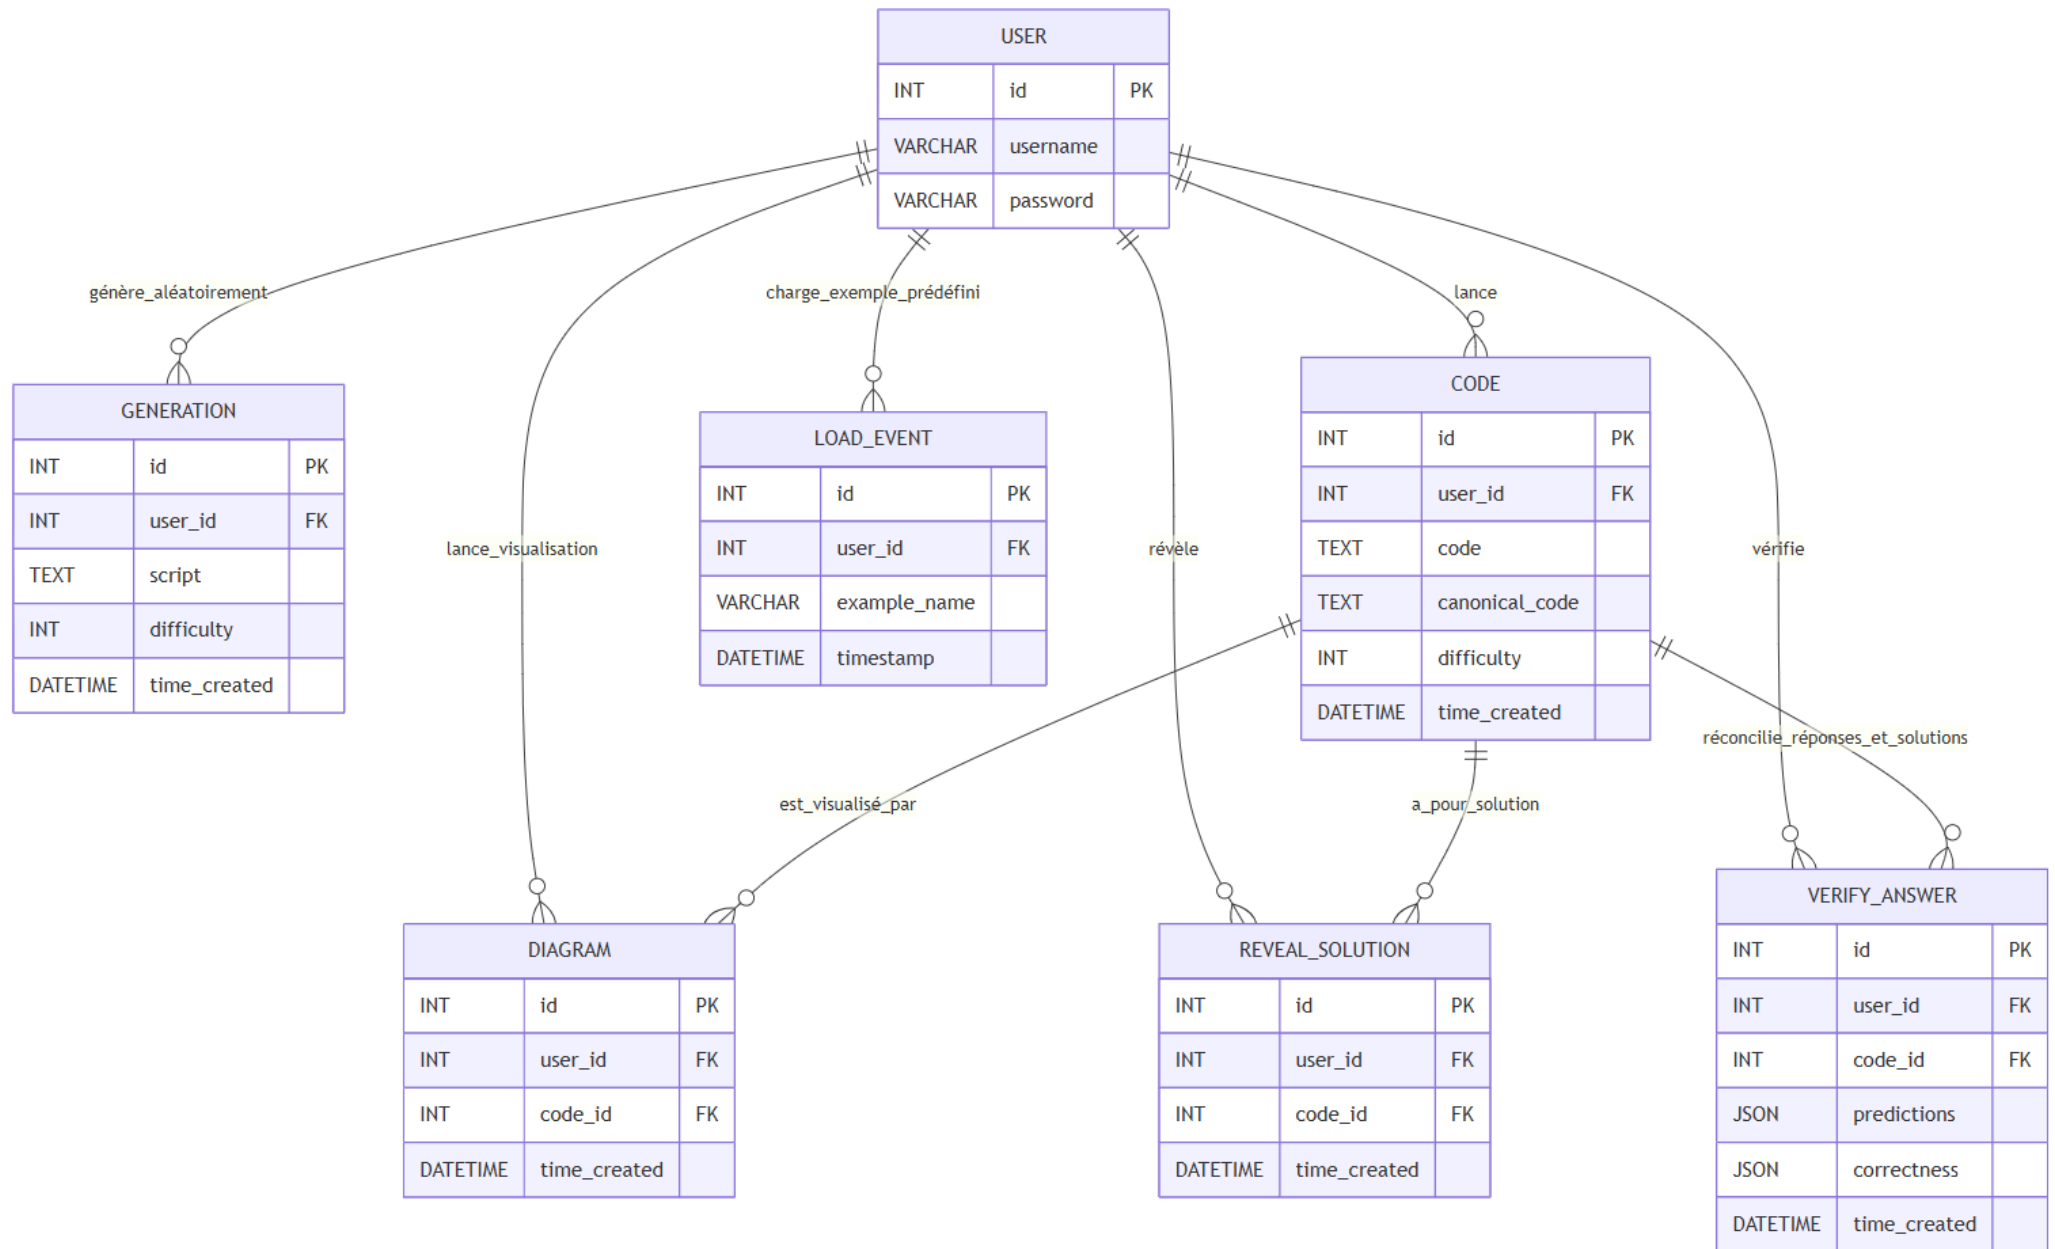 USER
INT id PK
VARCHAR username
VARCHAR password
génère_aléatoirement
charge_exemple_prédéfini
lance
GENERATION
INT id PK
INT user_id FK
TEXT script
INT difficulty
DATETIME time_created
lance_visualisation
LOAD_EVENT
INT id PK
INT user_id FK
VARCHAR example_name
DATETIME timestamp
révèle
CODE
INT id PK
INT user_id FK
TEXT code
TEXT canonical_code
INT difficulty
DATETIME time_created
vérifie
réconcilie_réponses_et_solutions
est_visualisé_par
a_pour_solution
DIAGRAM
INT id PK
INT user_id FK
INT code_id FK
DATETIME time_created
REVEAL_SOLUTION
INT id PK
INT user_id FK
INT code_id FK
DATETIME time_created
VERIFY_ANSWER
INT id PK
INT user_id FK
INT code_id FK
JSON predictions
JSON correctness
DATETIME time_created